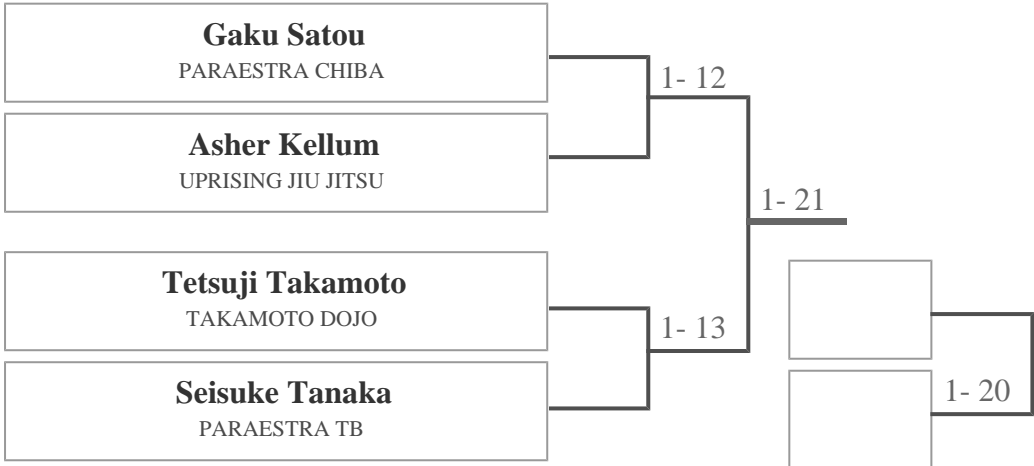 Gaku Satou
PARAESTRA CHIBA
1- 12
Asher Kellum
UPRISING JIU JITSU
1- 21
Tetsuji Takamoto
TAKAMOTO DOJO
1- 13
Seisuke Tanaka
PARAESTRA TB
1- 20